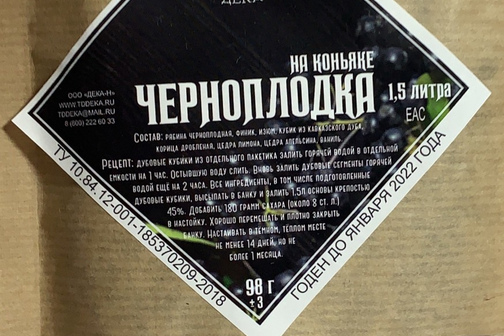 ДЕКА
НА КОНЬЯКЕ
ЧЕРНОПЛОДКА
1,5 литра
EAC
ООО «ДЕКА-Н»
WWW.TDDEKA.RU
TDDEKA@MAIL.RU
8 (800) 222 60 33
Состав: рябина черноплодная, финик, изюм, кубик из кавказского дуба,
корица дробленая, цедра лимона, цедра апельсина, ваниль.
Рецепт: дубовые кубики из отдельного пакетика залить горячей водой в отдельной
емкости на 1 час. Остывшую воду слить. Вновь залить дубовые сегменты горячей
водой ещё на 2 часа. Все ингредиенты, в том числе подготовленные
дубовые кубики, высыпать в банку и залить 1,5л основы крепостью
45%. Добавить 180 грамм сахара (около 8 ст. л.)
в настойку. Хорошо перемешать и плотно закрыть
банку. Настаивать в темном, тёплом месте
не менее 14 дней, но не
более 1 месяца.
98 г
± 3
ТУ 10.84.12-001-185370209-2018
ГОДЕН ДО ЯНВАРЯ 2022 ГОДА